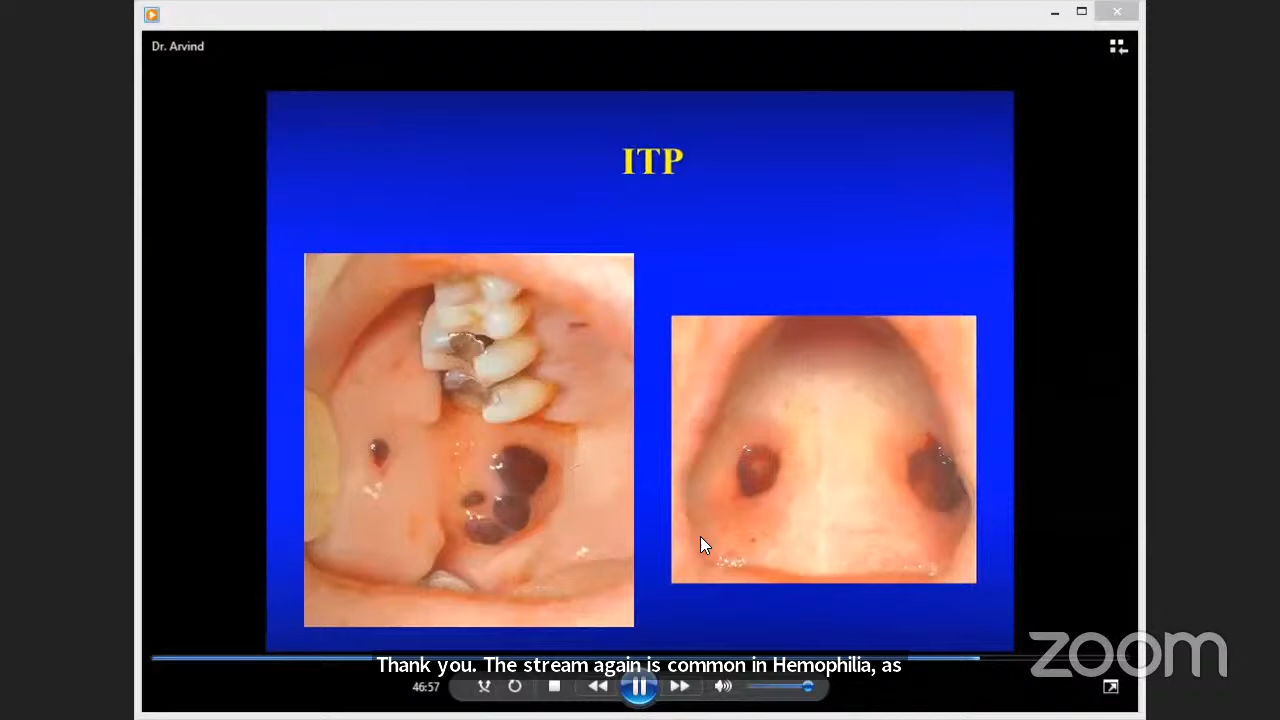 Dr. Arvind
ITP
Thank you. The stream again is common in Hemophilia, as
46:57
zoom